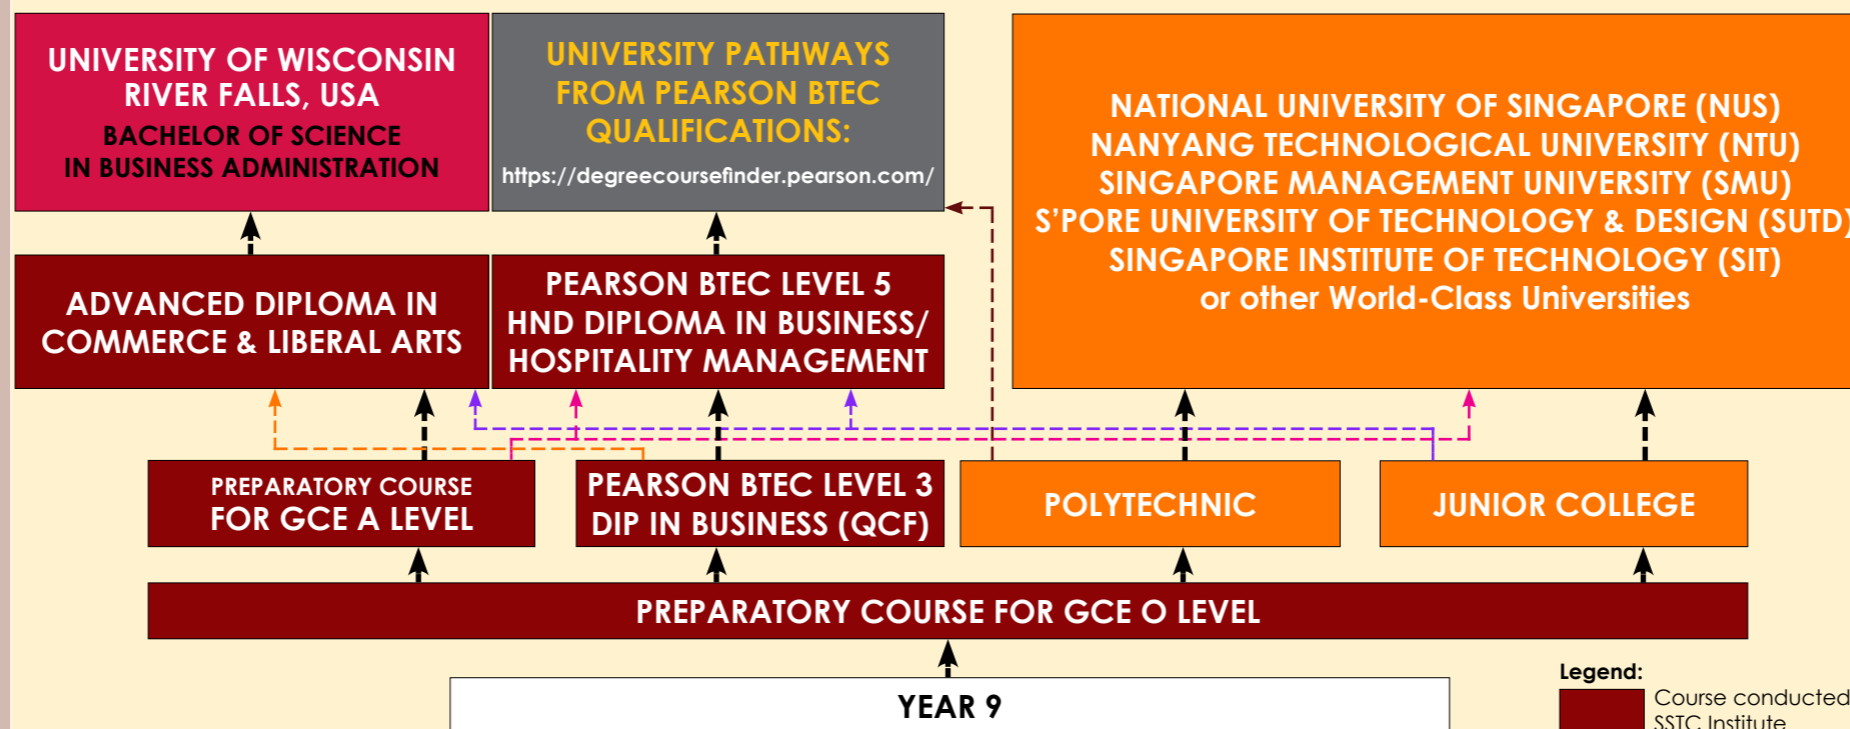 UNIVERSITY OF WISCONSIN
RIVER FALLS, USA
BACHELOR OF SCIENCE
IN BUSINESS ADMINISTRATION
UNIVERSITY PATHWAYS
FROM PEARSON BTEC
QUALIFICATIONS:
https://degreecoursefinder.pearson.com/
NATIONAL UNIVERSITY OF SINGAPORE (NUS)
NANYANG TECHNOLOGICAL UNIVERSITY (NTU)
SINGAPORE MANAGEMENT UNIVERSITY (SMU)
S'PORE UNIVERSITY OF TECHNOLOGY & DESIGN (SUTD)
SINGAPORE INSTITUTE OF TECHNOLOGY (SIT)
or other World-Class Universities
ADVANCED DIPLOMA IN
COMMERCE & LIBERAL ARTS
PEARSON BTEC LEVEL 5
HND DIPLOMA IN BUSINESS/
HOSPITALITY MANAGEMENT
PREPARATORY COURSE
FOR GCE A LEVEL
PEARSON BTEC LEVEL 3
DIP IN BUSINESS (QCF)
POLYTECHNIC
JUNIOR COLLEGE
PREPARATORY COURSE FOR GCE O LEVEL
YEAR 9
Legend:
Course conducted
SSTC Institute